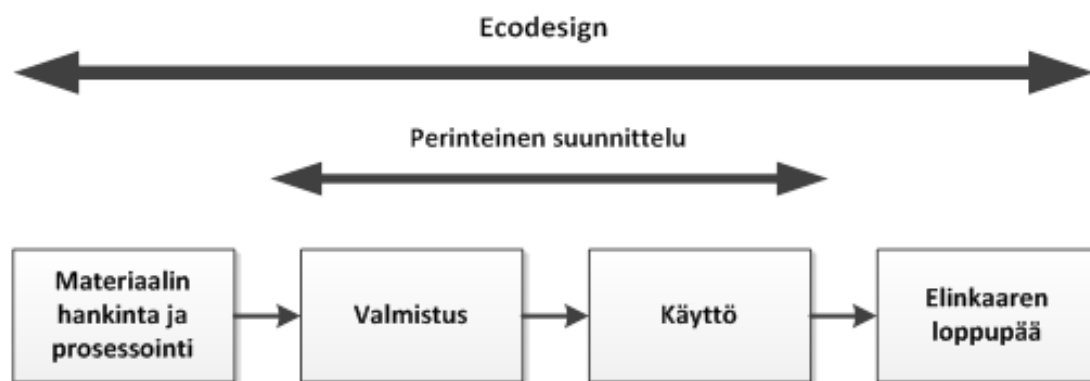 Ecodesign
Perinteinen suunnittelu
Materiaalin
hankinta ja
prosessointi
Valmistus
Käyttö
Elinkaaren
loppupää